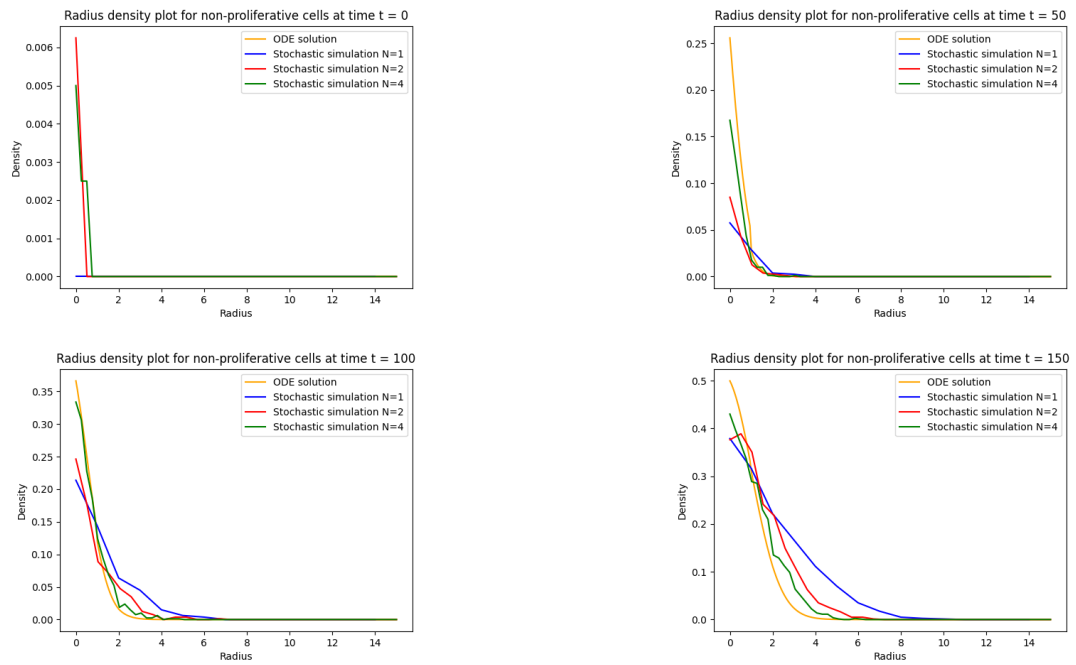 Radius density plot for non-proliferative cells at time t = 0
0.006
0.005
0.004
0.003
0.002
0.001
0.000
Density
0 2 4 6 8 10 12 14
Radius
ODE solution
Stochastic simulation N=1
Stochastic simulation N=2
Stochastic simulation N=4
Radius density plot for non-proliferative cells at time t = 50
0.25
0.20
0.15
0.10
0.05
0.00
Density
0 2 4 6 8 10 12 14
Radius
ODE solution
Stochastic simulation N=1
Stochastic simulation N=2
Stochastic simulation N=4
Radius density plot for non-proliferative cells at time t = 100
0.35
0.30
0.25
0.20
0.15
0.10
0.05
0.00
Density
0 2 4 6 8 10 12 14
Radius
ODE solution
Stochastic simulation N=1
Stochastic simulation N=2
Stochastic simulation N=4
Radius density plot for non-proliferative cells at time t = 150
0.5
0.4
0.3
0.2
0.1
0.0
Density
0 2 4 6 8 10 12 14
Radius
ODE solution
Stochastic simulation N=1
Stochastic simulation N=2
Stochastic simulation N=4